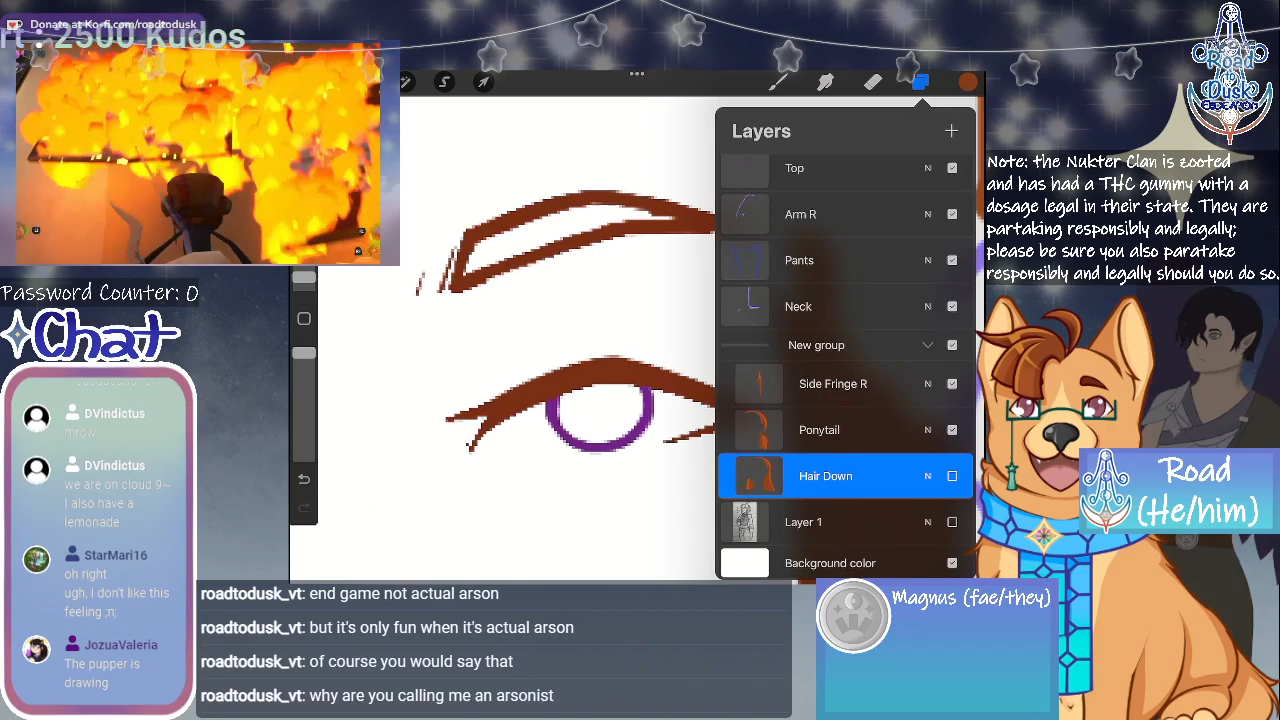 Donate at Ko-fi.com/roadtodusk
rt • 2500 Kudos
Password Counter: 0
Chat
DVindictus
mrow
DVindictus
we are on cloud 9~
I also have a
lemonade
StarMari16
oh right
ugh, I don't like this
feeling ;n;
JozuaValeria
The pupper is
drawing
Layers
Top N
Arm R N
Pants N
Neck N
New group
Side Fringe R N
Ponytail N
Hair Down N
Layer 1 N
Background color
roadtodusk_vt: end game not actual arson
roadtodusk_vt: but it's only fun when it's actual arson
roadtodusk_vt: of course you would say that
roadtodusk_vt: why are you calling me an arsonist
Road
to
Dusk
Note: the Nukter Clan is zooted
and has had a THC gummy with a
dosage legal in their state. They are
partaking responsibly and legally;
please be sure you also paratake
responsibly and legally should you do so.
Road
(He/him)
Magnus (fae/they)